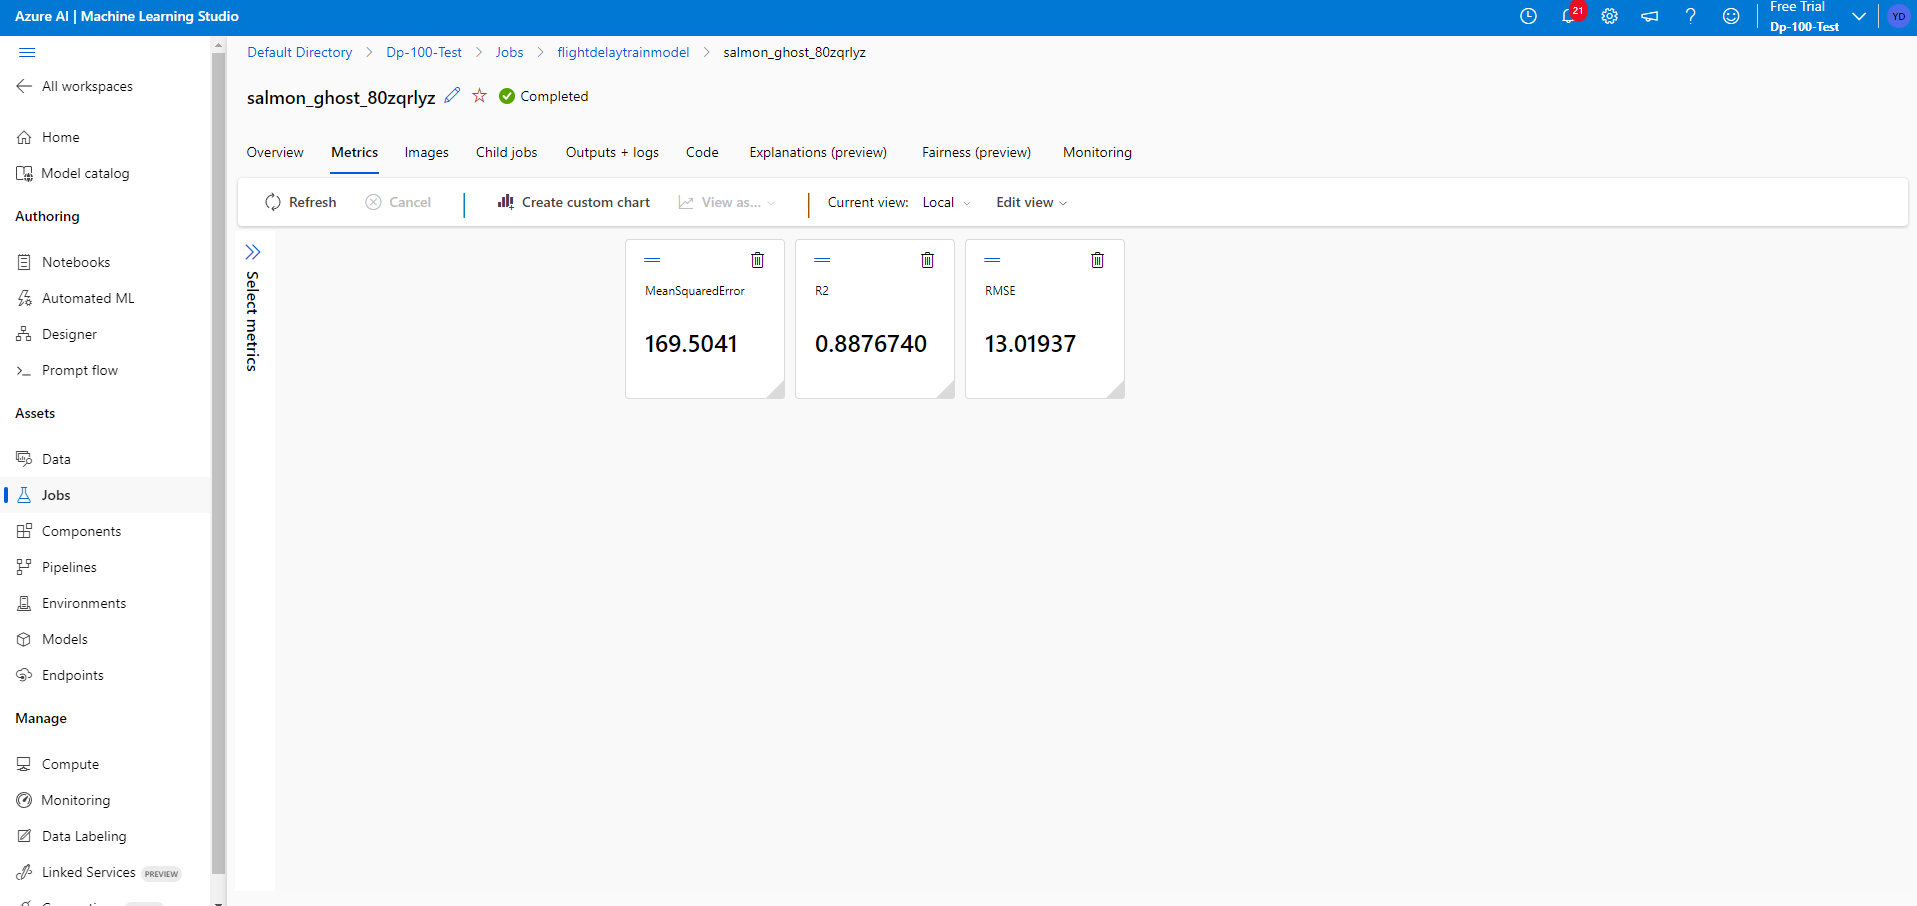 Azure AI | Machine Learning Studio
21
Free Trial
Dp-100-Test
YD
All workspaces
Home
Model catalog
Authoring
Notebooks
Automated ML
Designer
Prompt flow
Assets
Data
Jobs
Components
Pipelines
Environments
Models
Endpoints
Manage
Compute
Monitoring
Data Labeling
Linked Services PREVIEW
Default Directory > Dp-100-Test > Jobs > flightdelaytrainmodel > salmon_ghost_80zqrlyz
salmon_ghost_80zqrlyz Completed
Overview Metrics Images Child jobs Outputs + logs Code Explanations (preview) Fairness (preview) Monitoring
Refresh Cancel Create custom chart View as... Current view: Local Edit view
Select metrics
MeanSquaredError
169.5041
R2
0.8876740
RMSE
13.01937